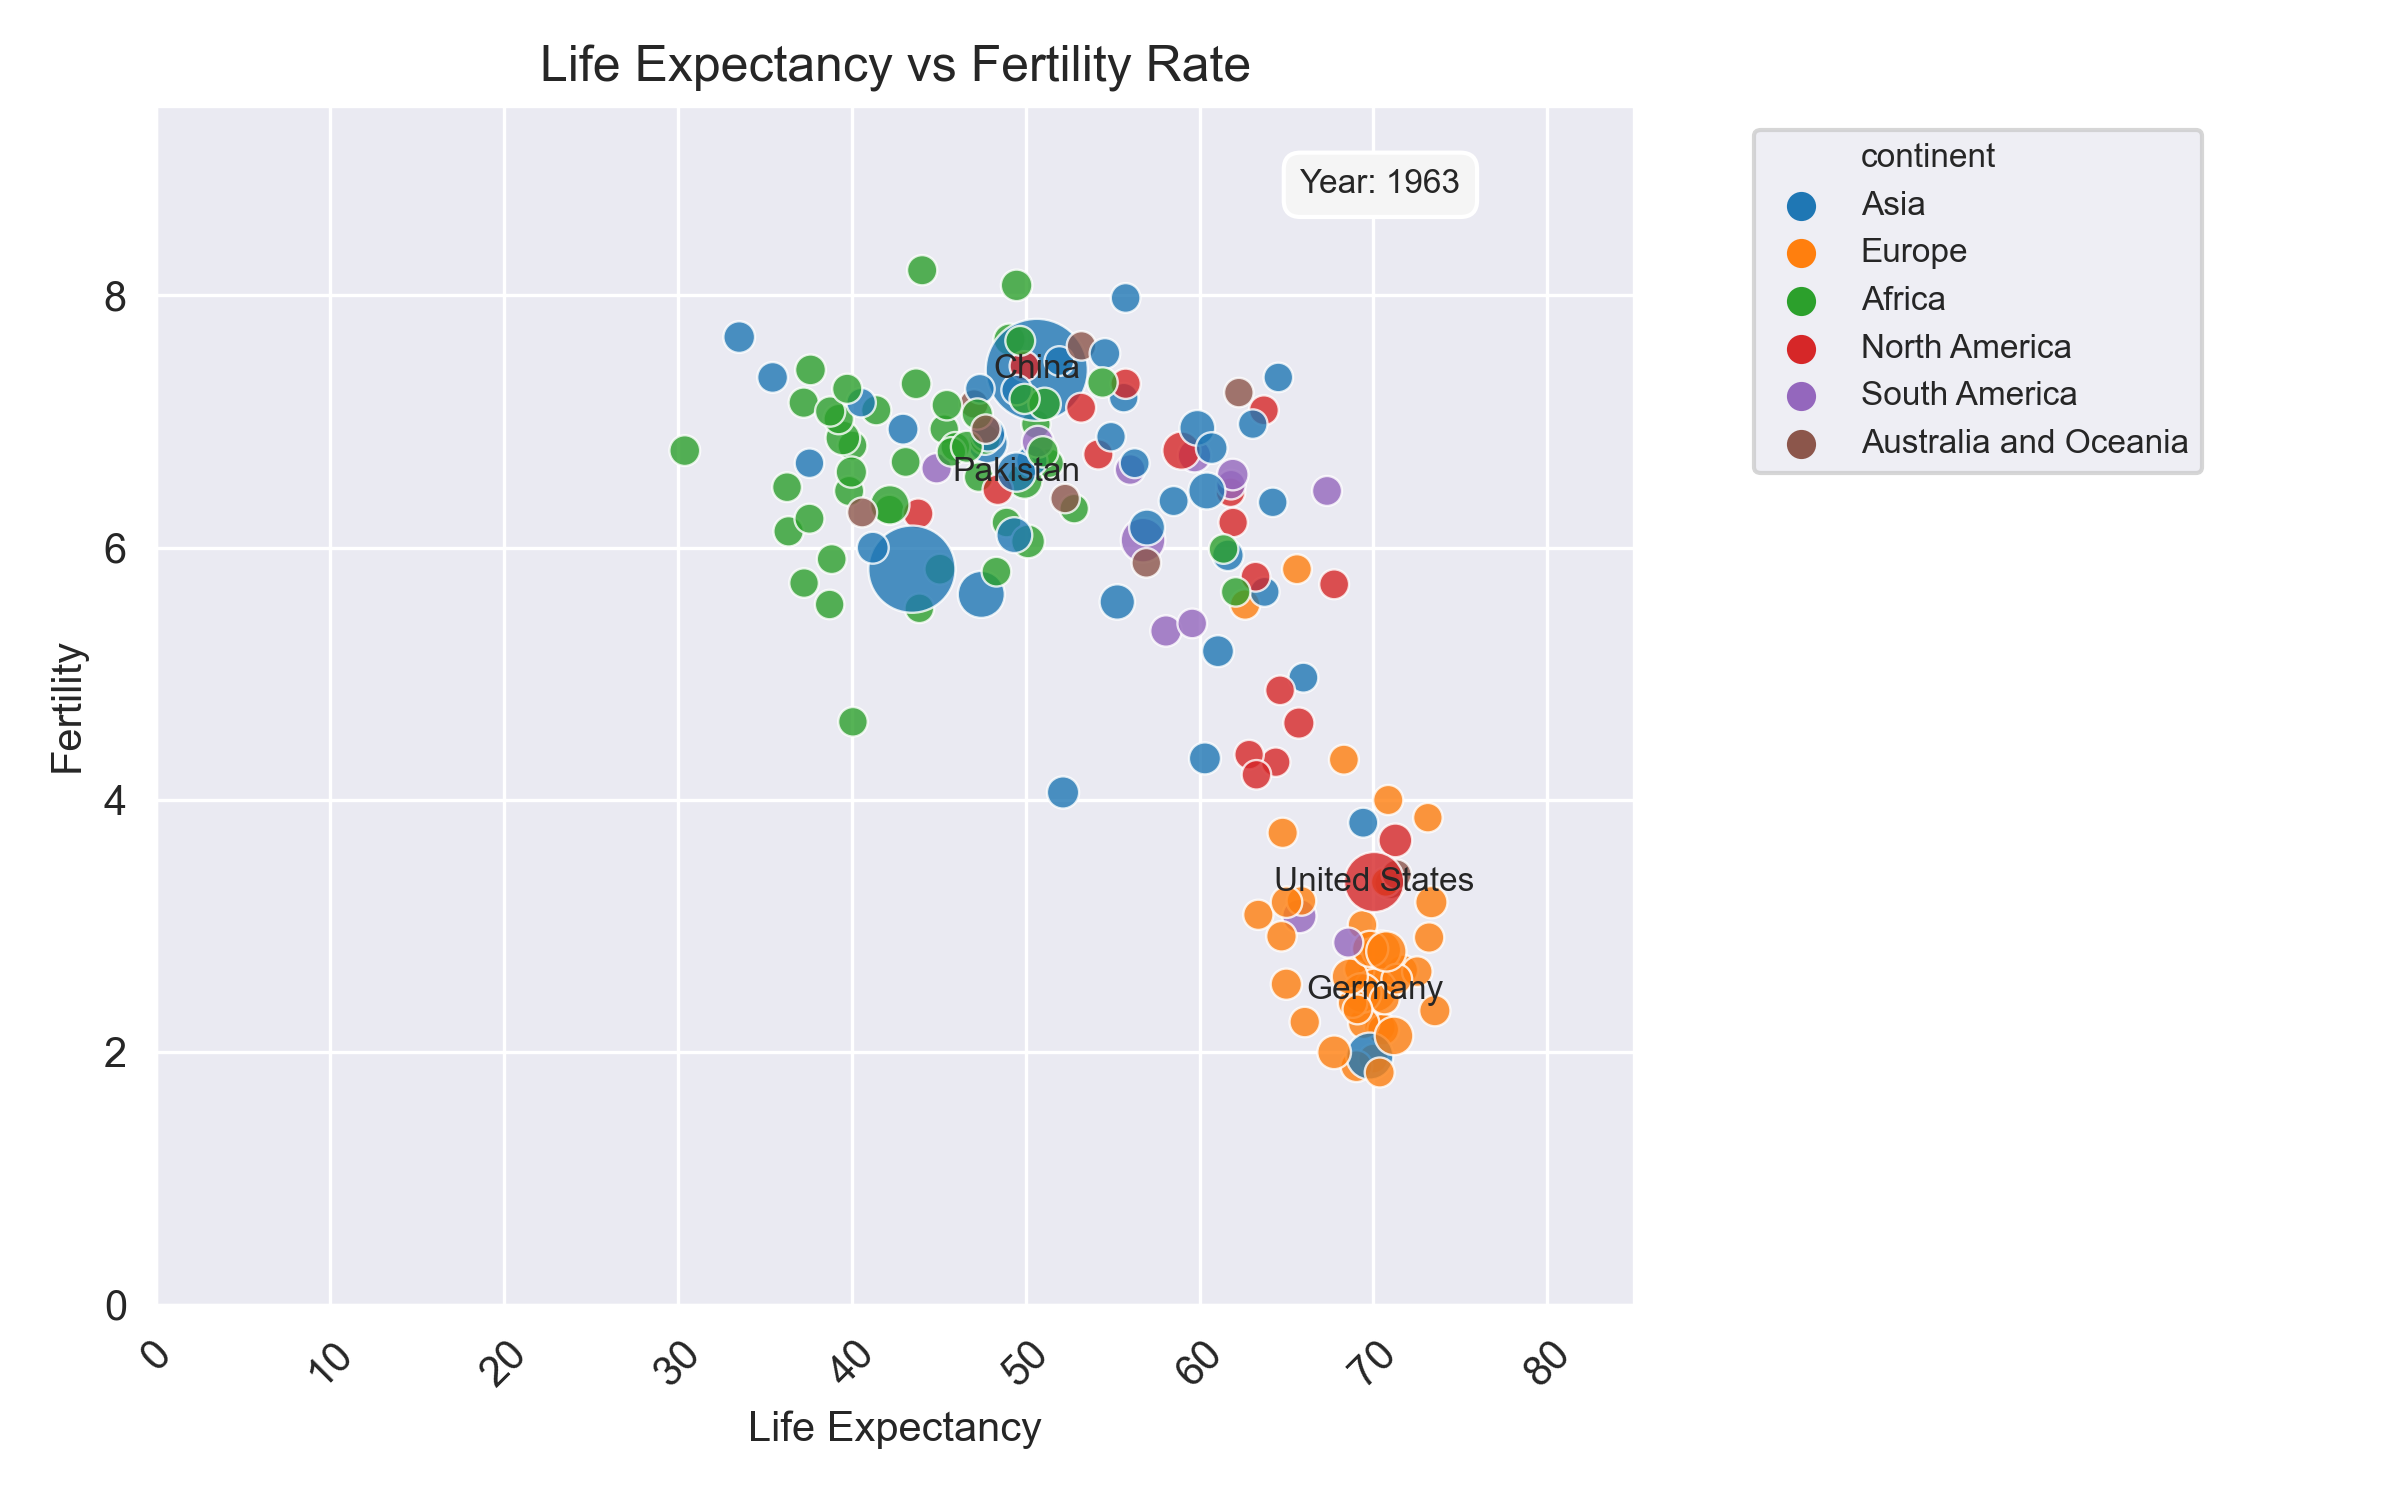 Life Expectancy vs Fertility Rate
Year: 1963
continent
Asia
Europe
Africa
North America
South America
Australia and Oceania
China
Pakistan
United States
Germany
Fertility
8
6
4
2
0
0 10 20 30 40 50 60 70 80
Life Expectancy